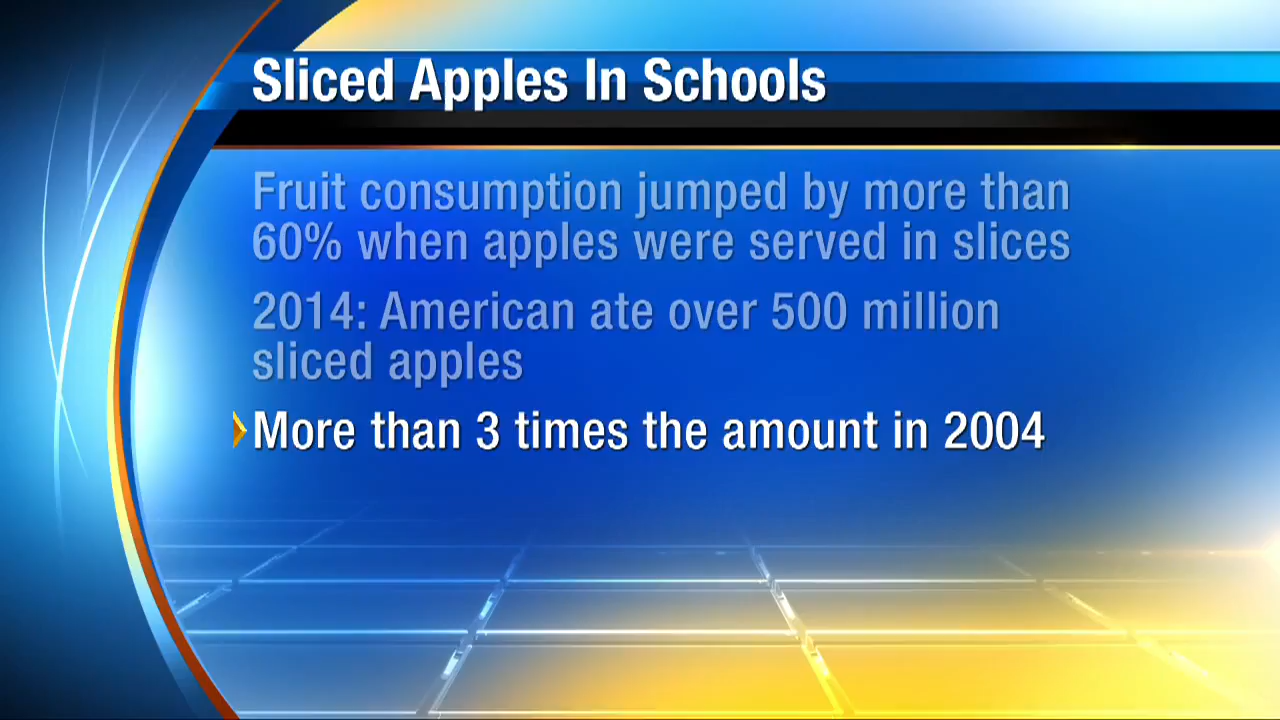 Sliced Apples In Schools
Fruit consumption jumped by more than
60% when apples were served in slices
2014: American ate over 500 million
sliced apples
More than 3 times the amount in 2004